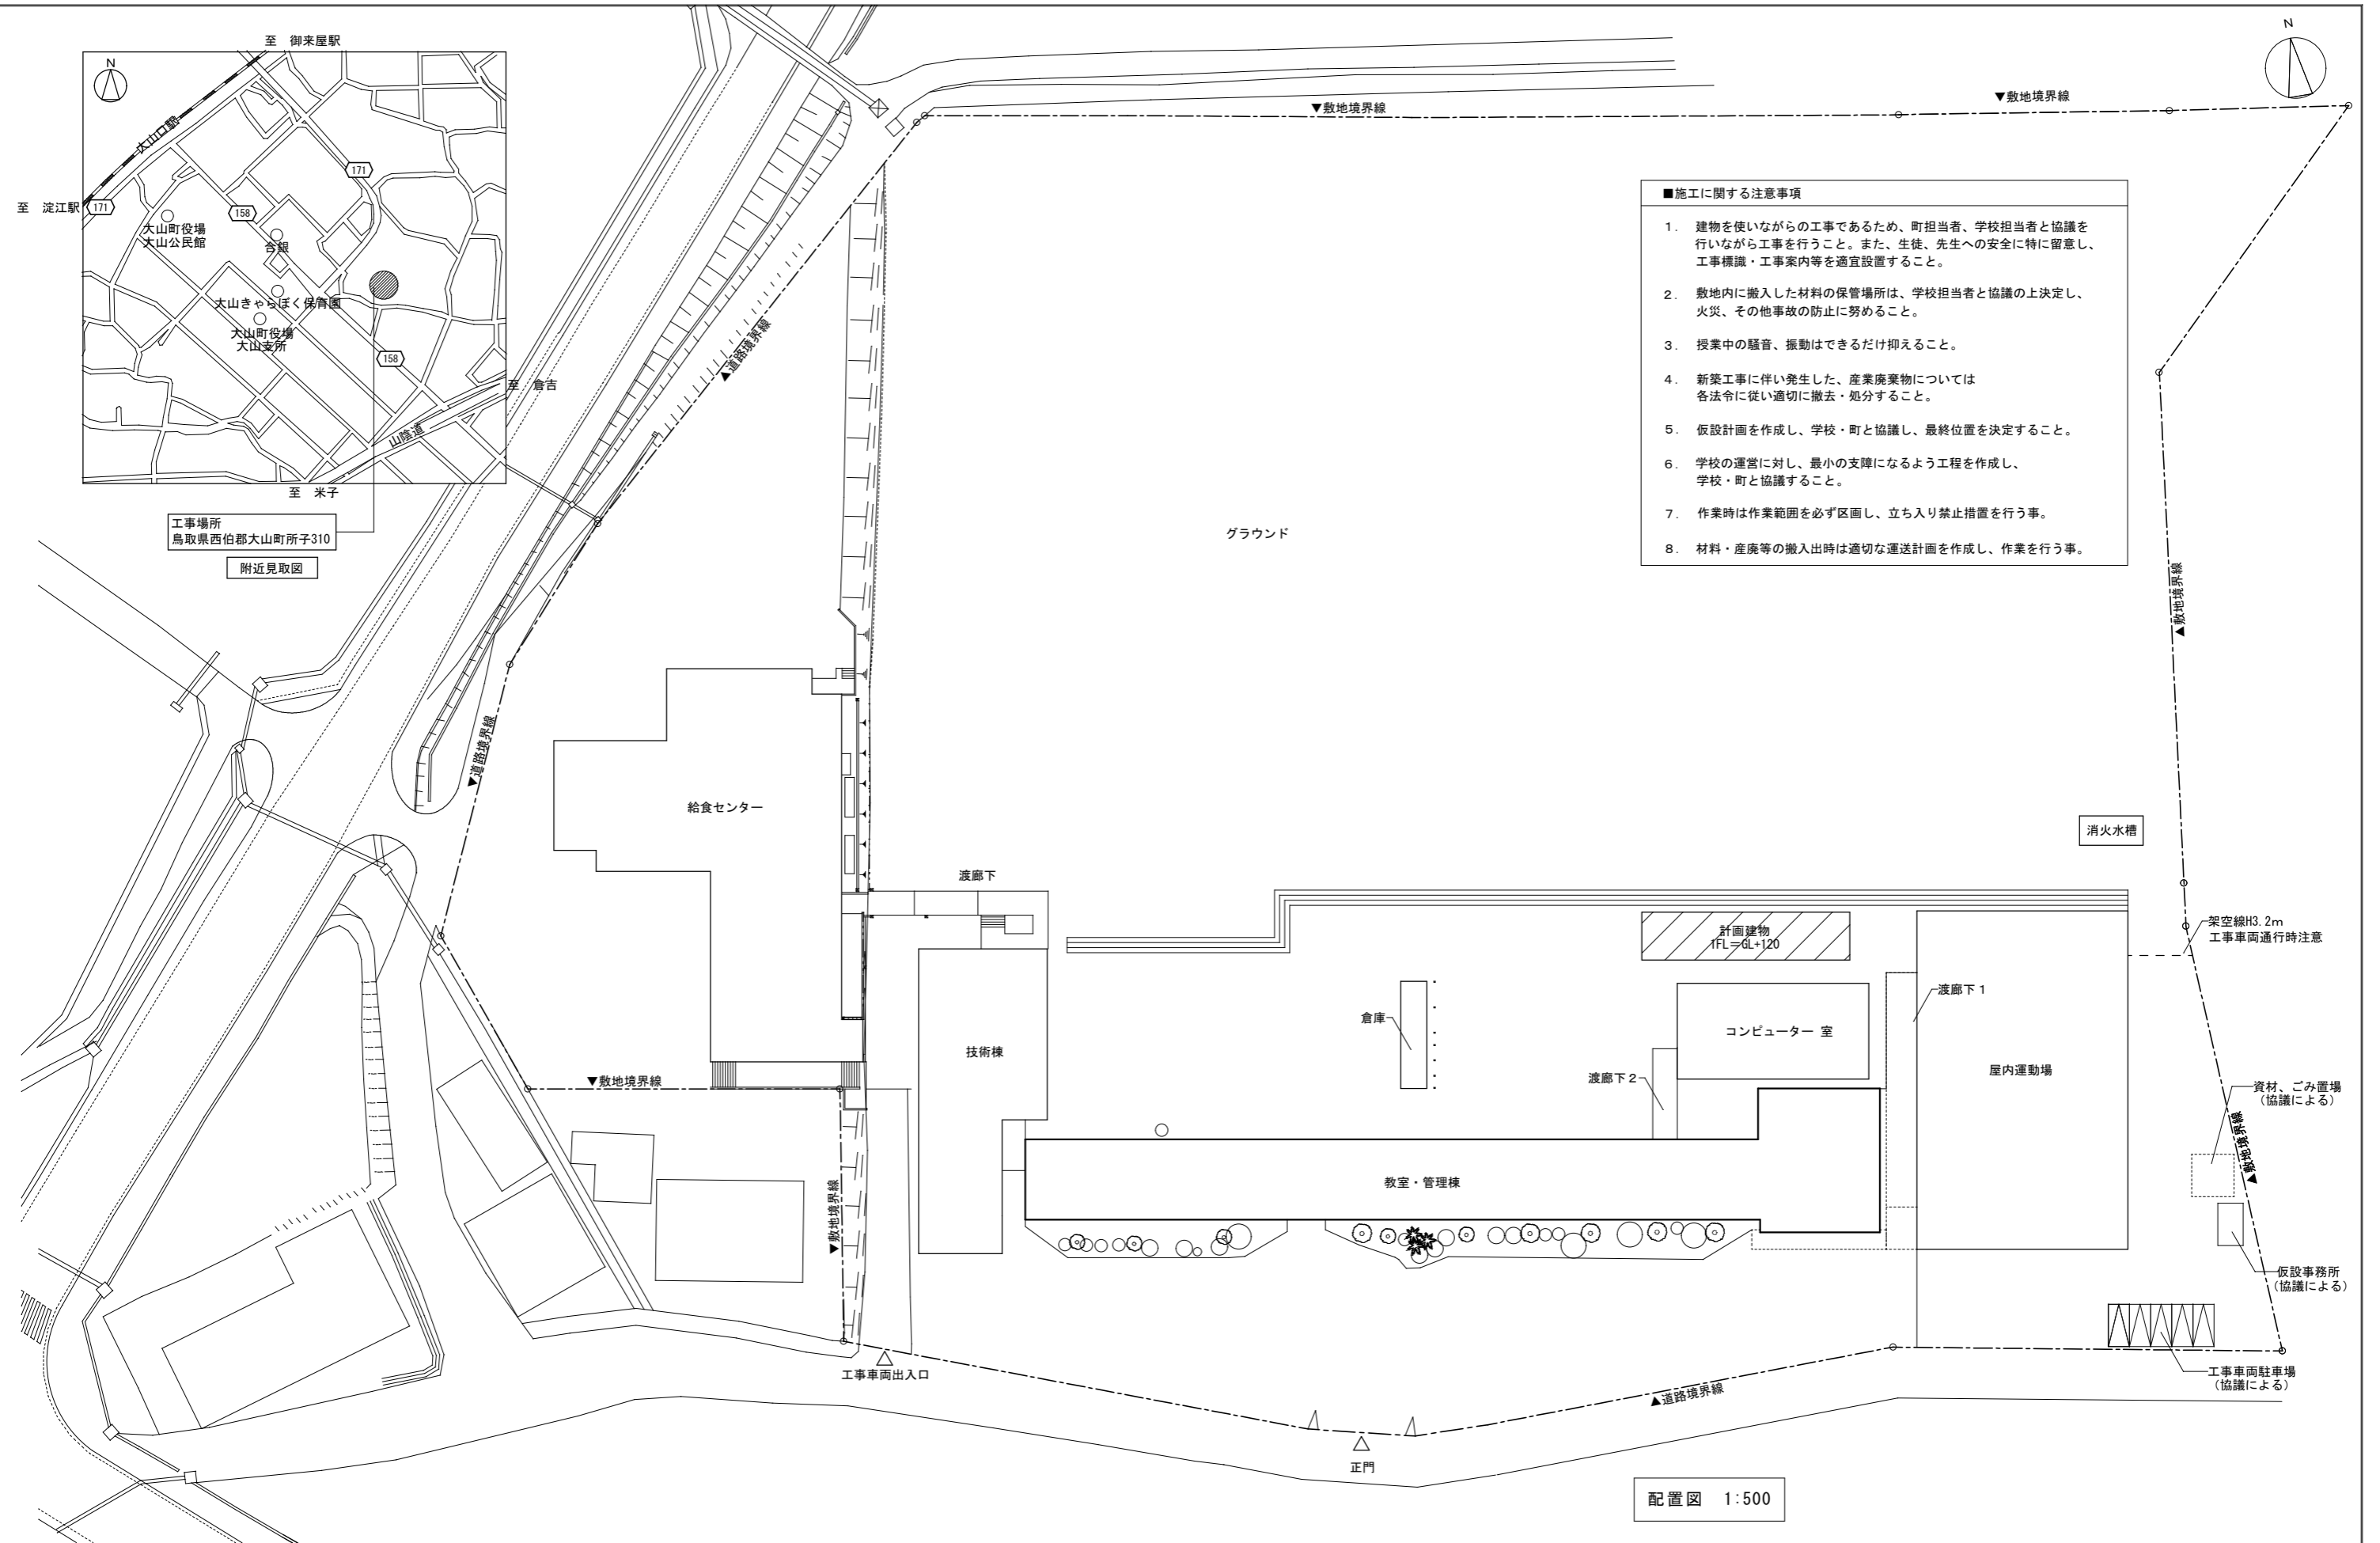 至　御来屋駅
N
大山口駅
171
至　淀江駅
171
158
大山町役場
大山公民館
合銀
大山きゃらぼく保育園
大山町役場
大山支所
158
至　倉吉
山陰道
至　米子
工事場所
鳥取県西伯郡大山町所子310
附近見取図
N
▼敷地境界線
▼敷地境界線
■施工に関する注意事項
1.　建物を使いながらの工事であるため、町担当者、学校担当者と協議を
行いながら工事を行うこと。また、生徒、先生への安全に特に留意し、
工事標識・工事案内等を適宜設置すること。
2.　敷地内に搬入した材料の保管場所は、学校担当者と協議の上決定し、
火災、その他事故の防止に努めること。
3.　授業中の騒音、振動はできるだけ抑えること。
4.　新築工事に伴い発生した、産業廃棄物については
各法令に従い適切に撤去・処分すること。
5.　仮設計画を作成し、学校・町と協議し、最終位置を決定すること。
6.　学校の運営に対し、最小の支障になるよう工程を作成し、
学校・町と協議すること。
7.　作業時は作業範囲を必ず区画し、立ち入り禁止措置を行う事。
8.　材料・産廃等の搬入出時は適切な運送計画を作成し、作業を行う事。
▲道路境界線
グラウンド
▲敷地境界線
▼道路境界線
給食センター
消火水槽
渡廊下
計画建物
1FL=GL+120
架空線H3.2m
工事車両通行時注意
渡廊下１
倉庫
コンピューター 室
技術棟
屋内運動場
渡廊下２
▼敷地境界線
資材、ごみ置場
（協議による）
▲敷地境界線
教室・管理棟
▼敷地境界線
仮設事務所
（協議による）
工事車両出入口
工事車両駐車場
（協議による）
▲道路境界線
正門
配置図　1:500